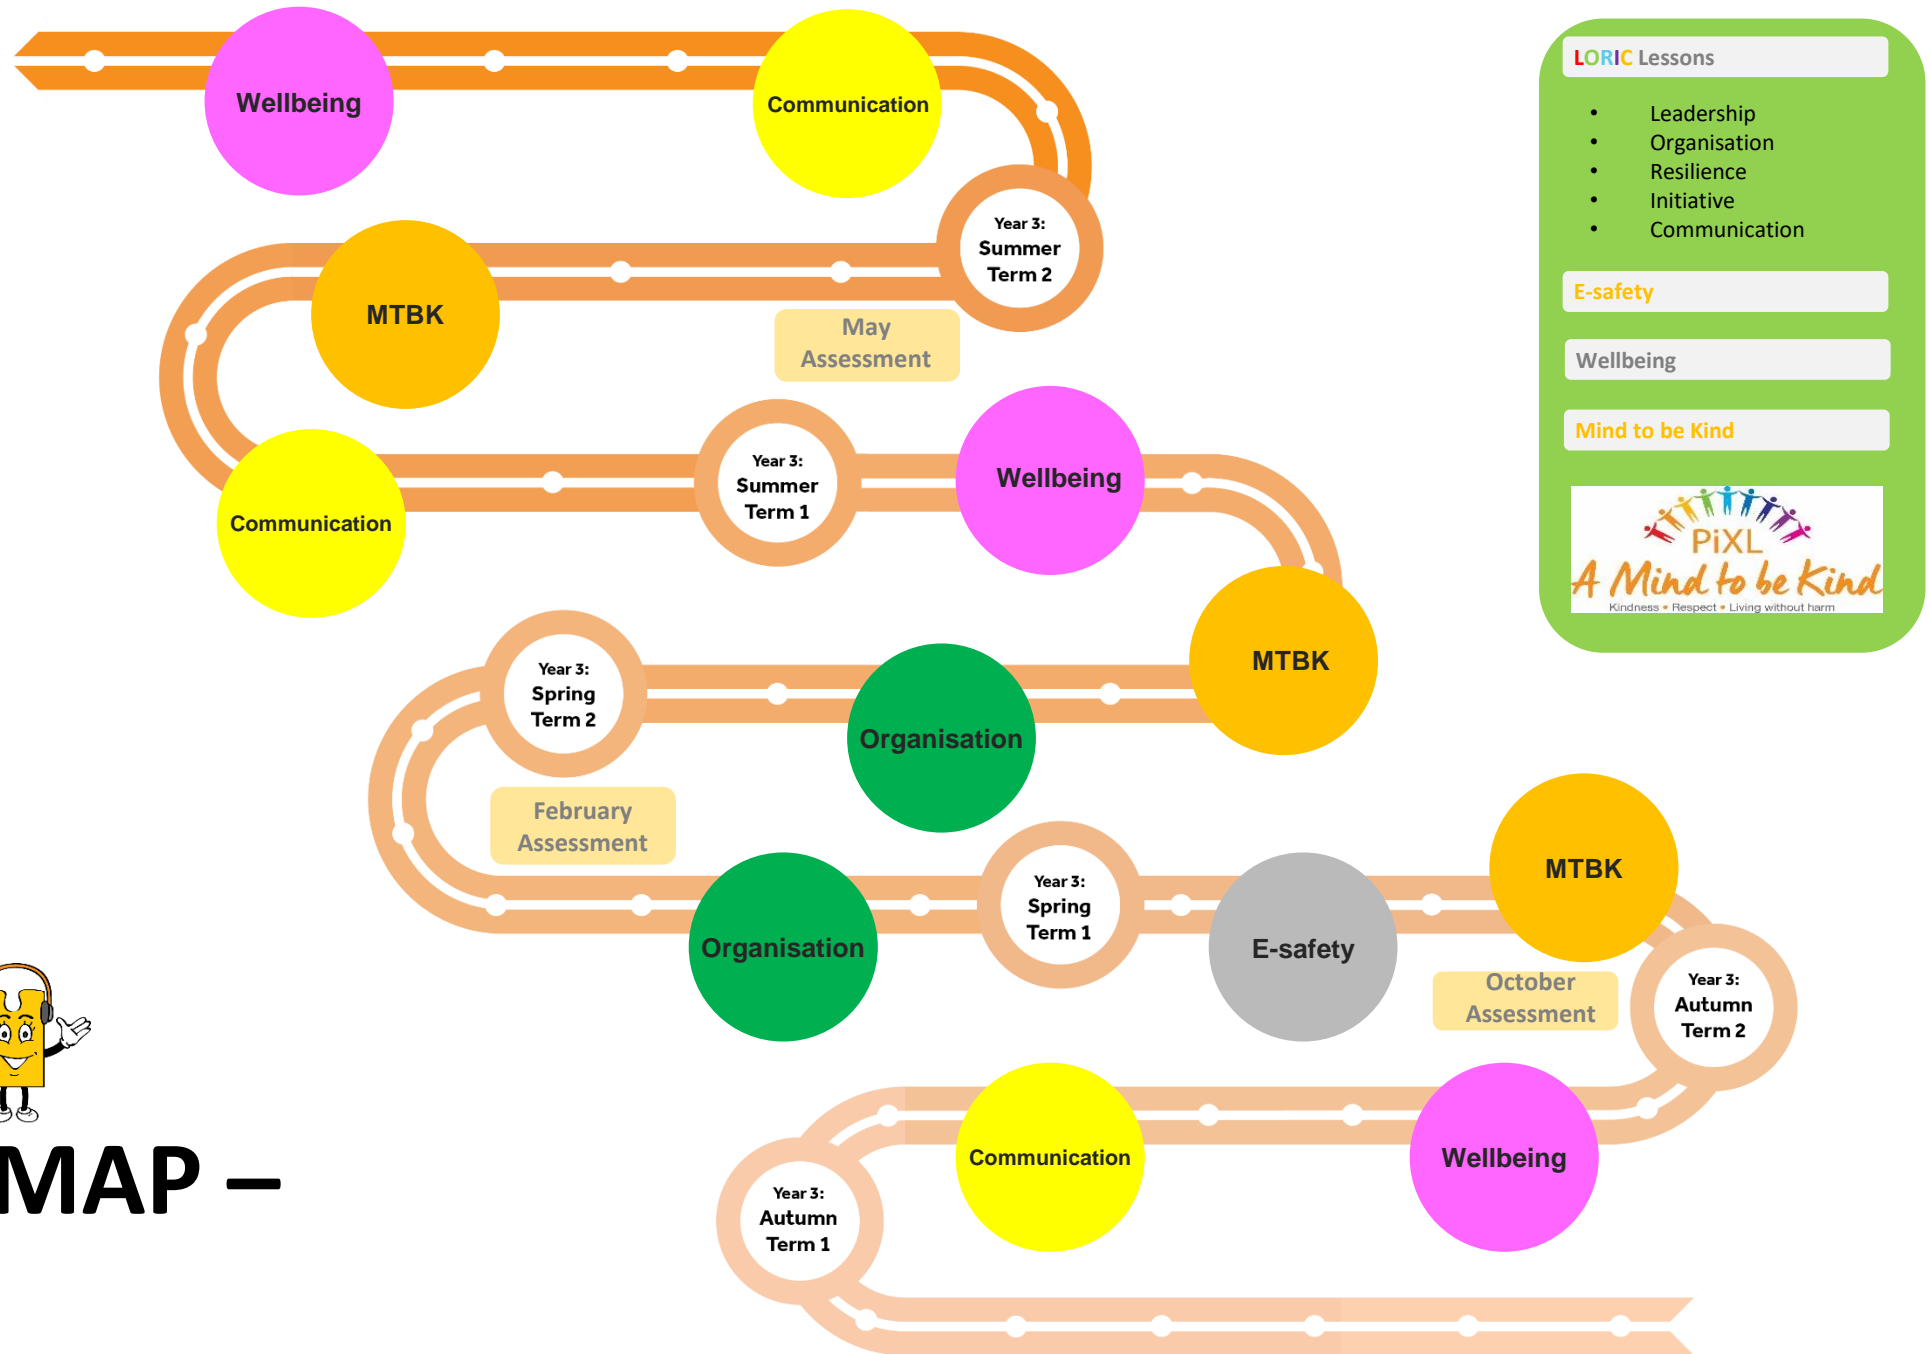 Wellbeing
Communication
Year 3:
Summer
Term 2
MTBK
May
Assessment
Communication
Year 3:
Summer
Term 1
Wellbeing
MTBK
Year 3:
Spring
Term 2
Organisation
February
Assessment
Organisation
Year 3:
Spring
Term 1
E-safety
MTBK
October
Assessment
Year 3:
Autumn
Term 2
Communication
Wellbeing
Year 3:
Autumn
Term 1
MAP –
LORIC Lessons
• Leadership
• Organisation
• Resilience
• Initiative
• Communication
E-safety
Wellbeing
Mind to be Kind
PiXL
A Mind to be Kind
Kindness • Respect • Living without harm